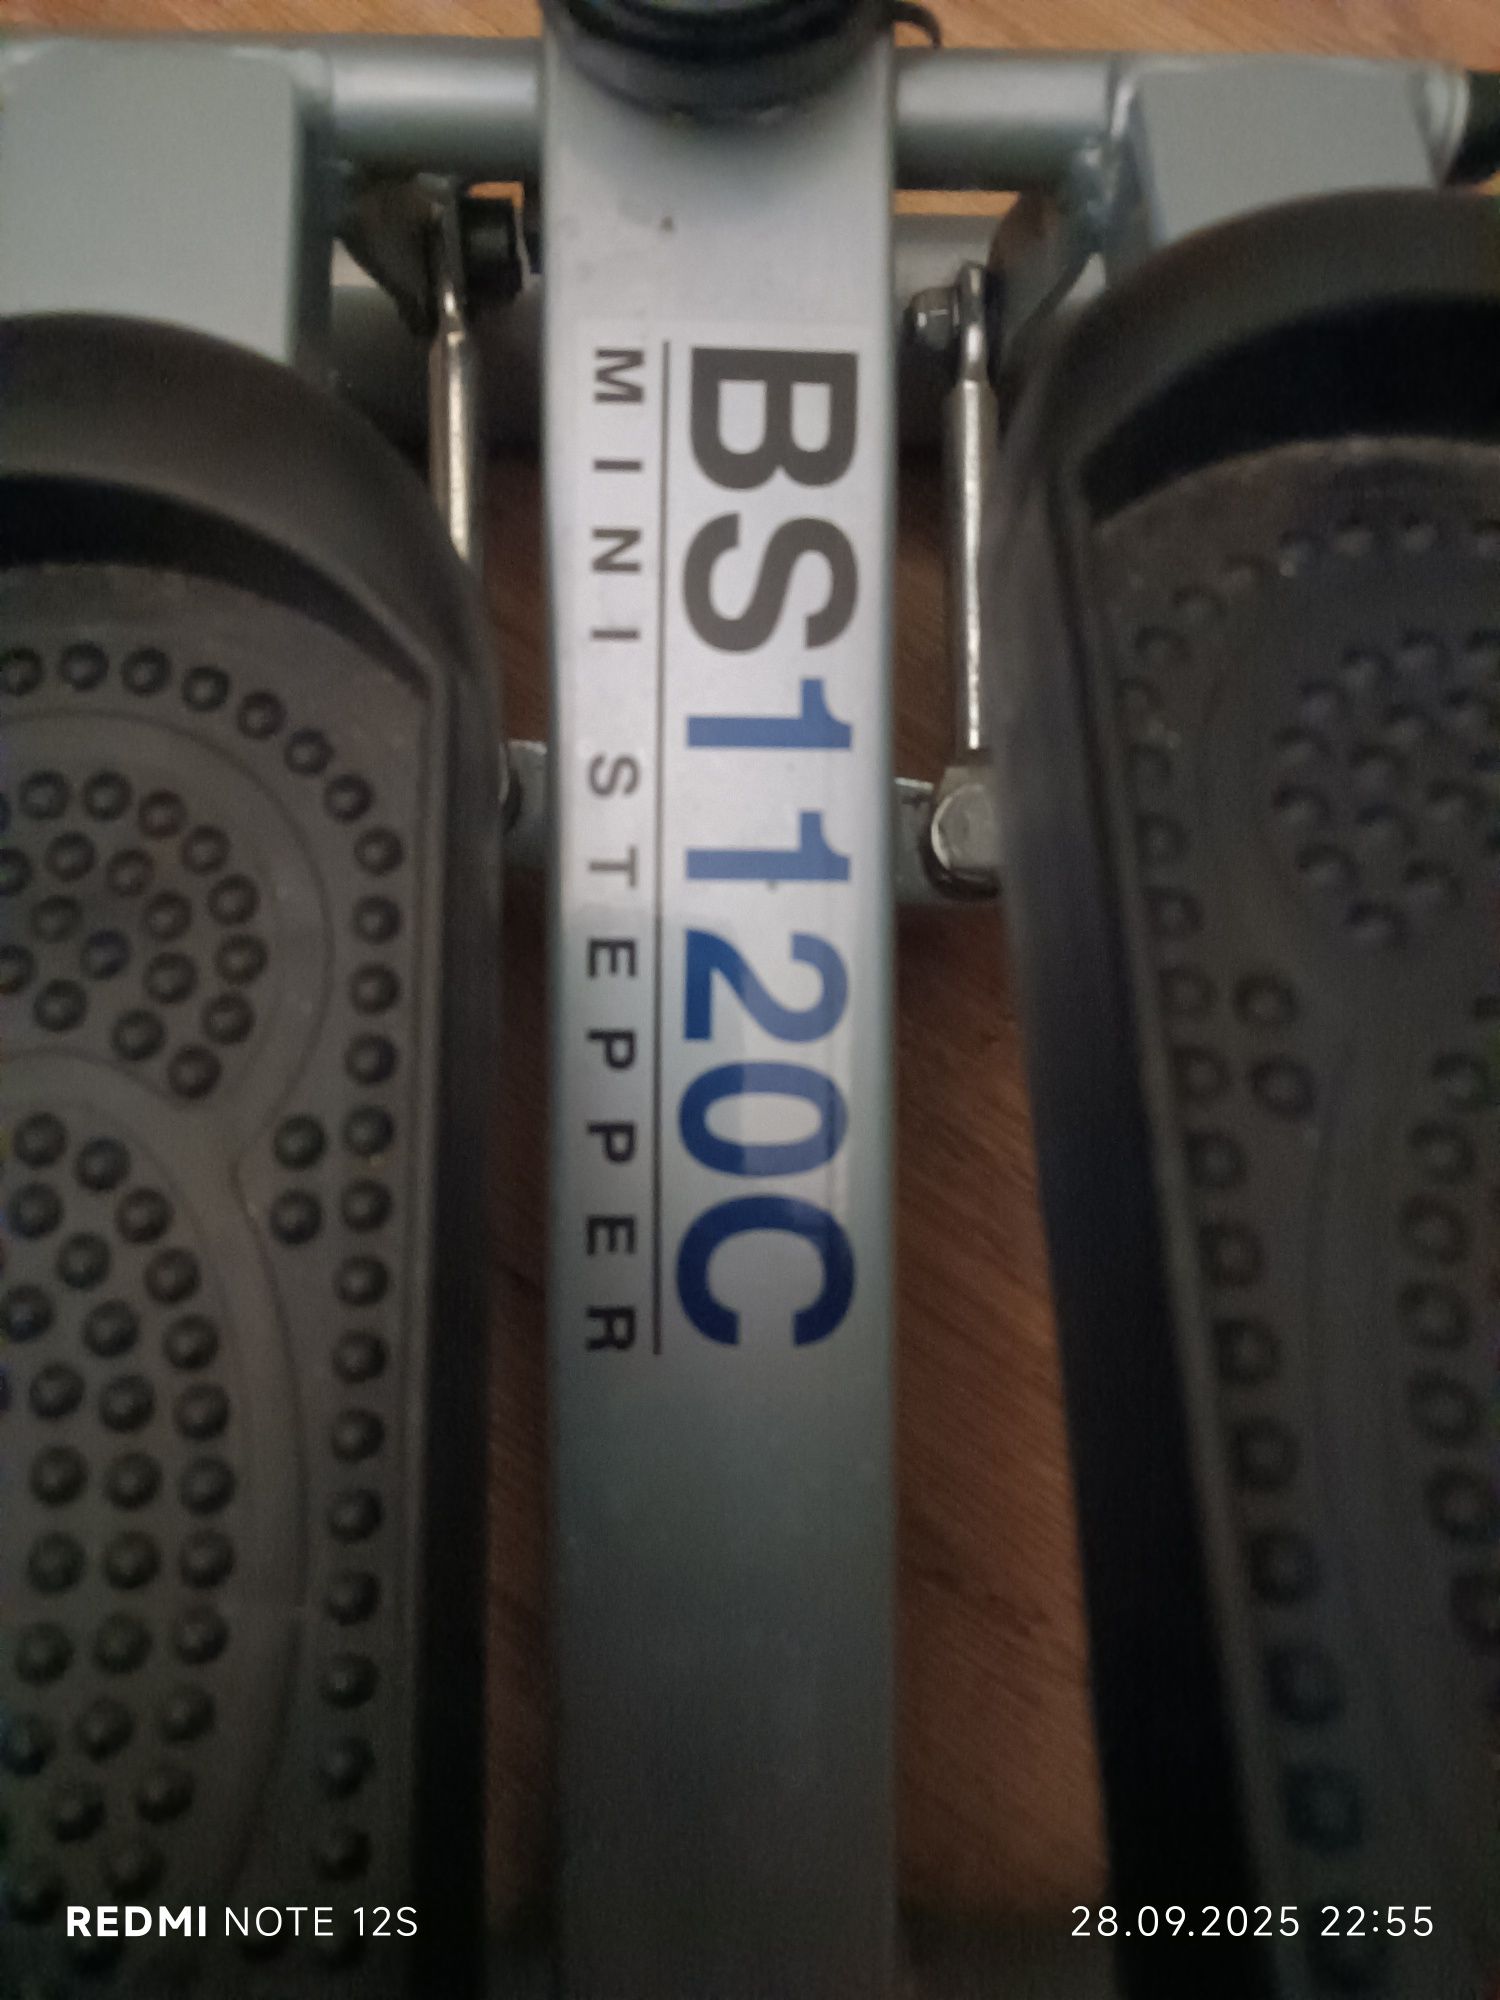 BS1120C
MINI STEPPER
REDMI NOTE 12S
28.09.2025 22:55